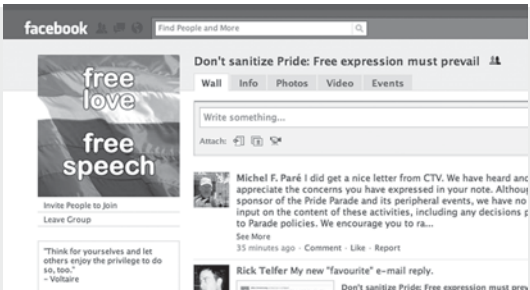 facebook
Find People and More
free
love
free
speech
Don't sanitize Pride: Free expression must prevail
Wall Info Photos Video Events
Write something...
Attach:
Michel F. Paré I did get a nice letter from CTV. We have heard and
appreciate the concerns you have expressed in your note. Althoug
sponsor of the Pride Parade and its peripheral events, we have no
input on the content of these activities, including any decisions p
to Parade policies. We encourage you to ra...
See More
35 minutes ago · Comment · Like · Report
Invite People to Join
Leave Group
"Think for yourselves and let
others enjoy the privilege to do
so, too."
~ Voltaire
Rick Telfer My new "favourite" e-mail reply.
Don't sanitize Pride: Free expression must prev